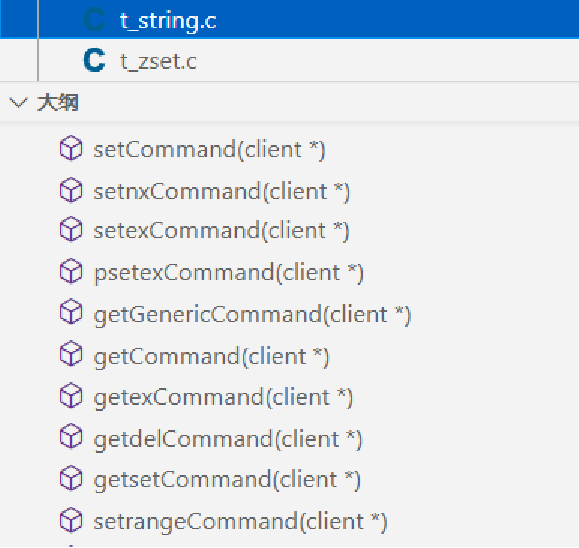 C t_string.c
C t_zset.c
大纲
setCommand(client *)
setnxCommand(client *)
setexCommand(client *)
psetexCommand(client *)
getGenericCommand(client *)
getCommand(client *)
getexCommand(client *)
getdelCommand(client *)
getsetCommand(client *)
setrangeCommand(client *)